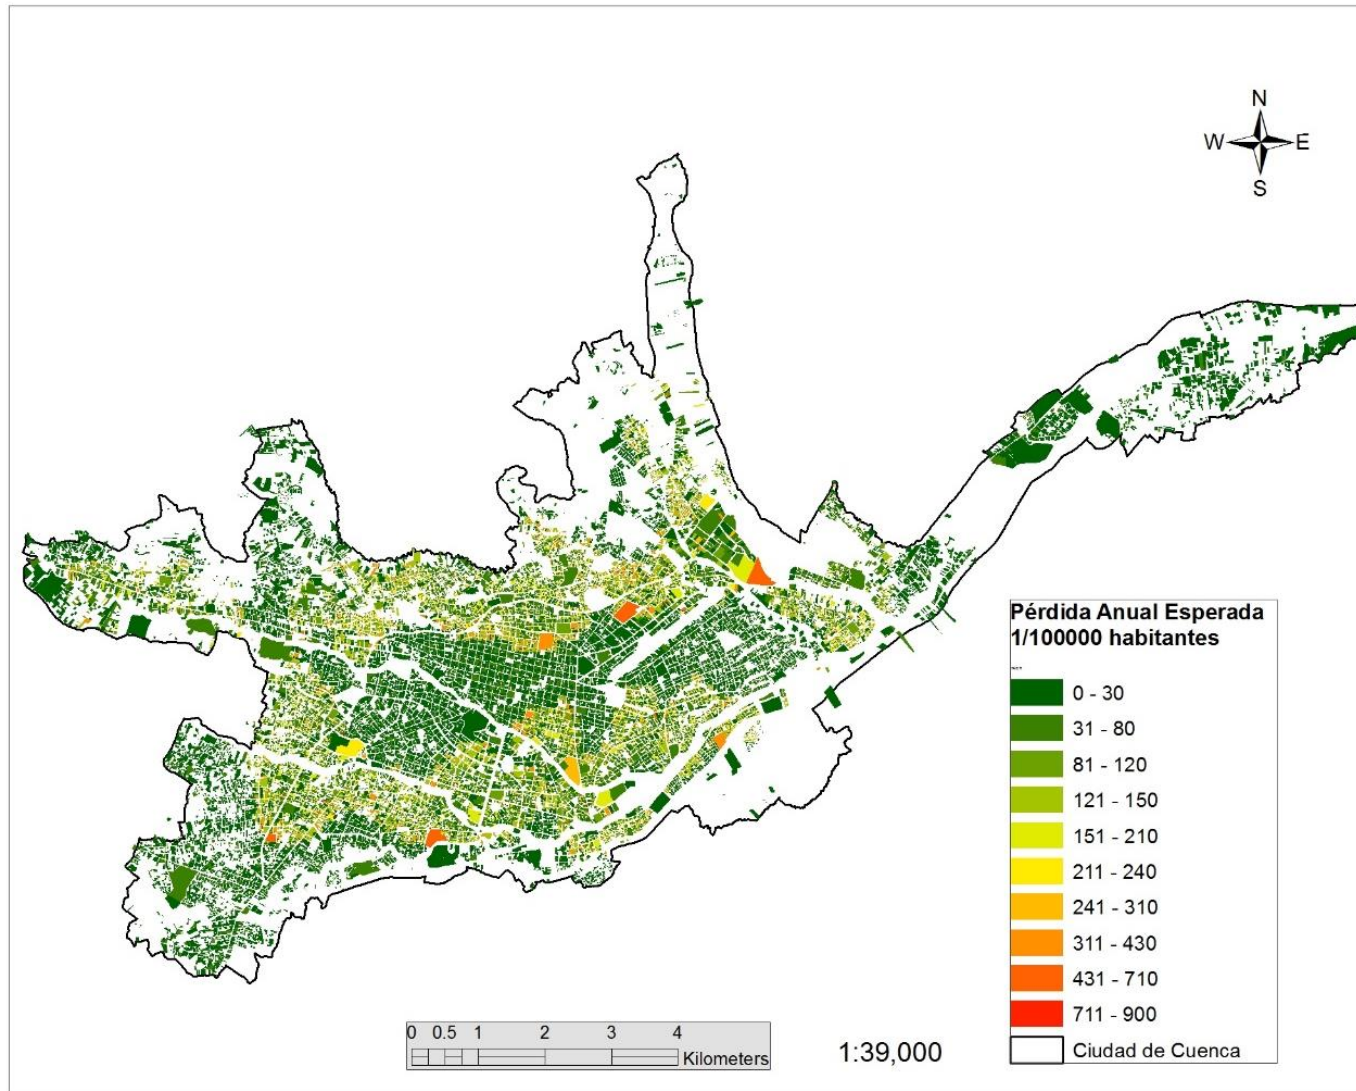 N
W E
S
Pérdida Anual Esperada
1/100000 habitantes
0 - 30
31 - 80
81 - 120
121 - 150
151 - 210
211 - 240
241 - 310
311 - 430
431 - 710
711 - 900
Ciudad de Cuenca
0 0.5 1 2 3 4
Kilometers
1:39,000